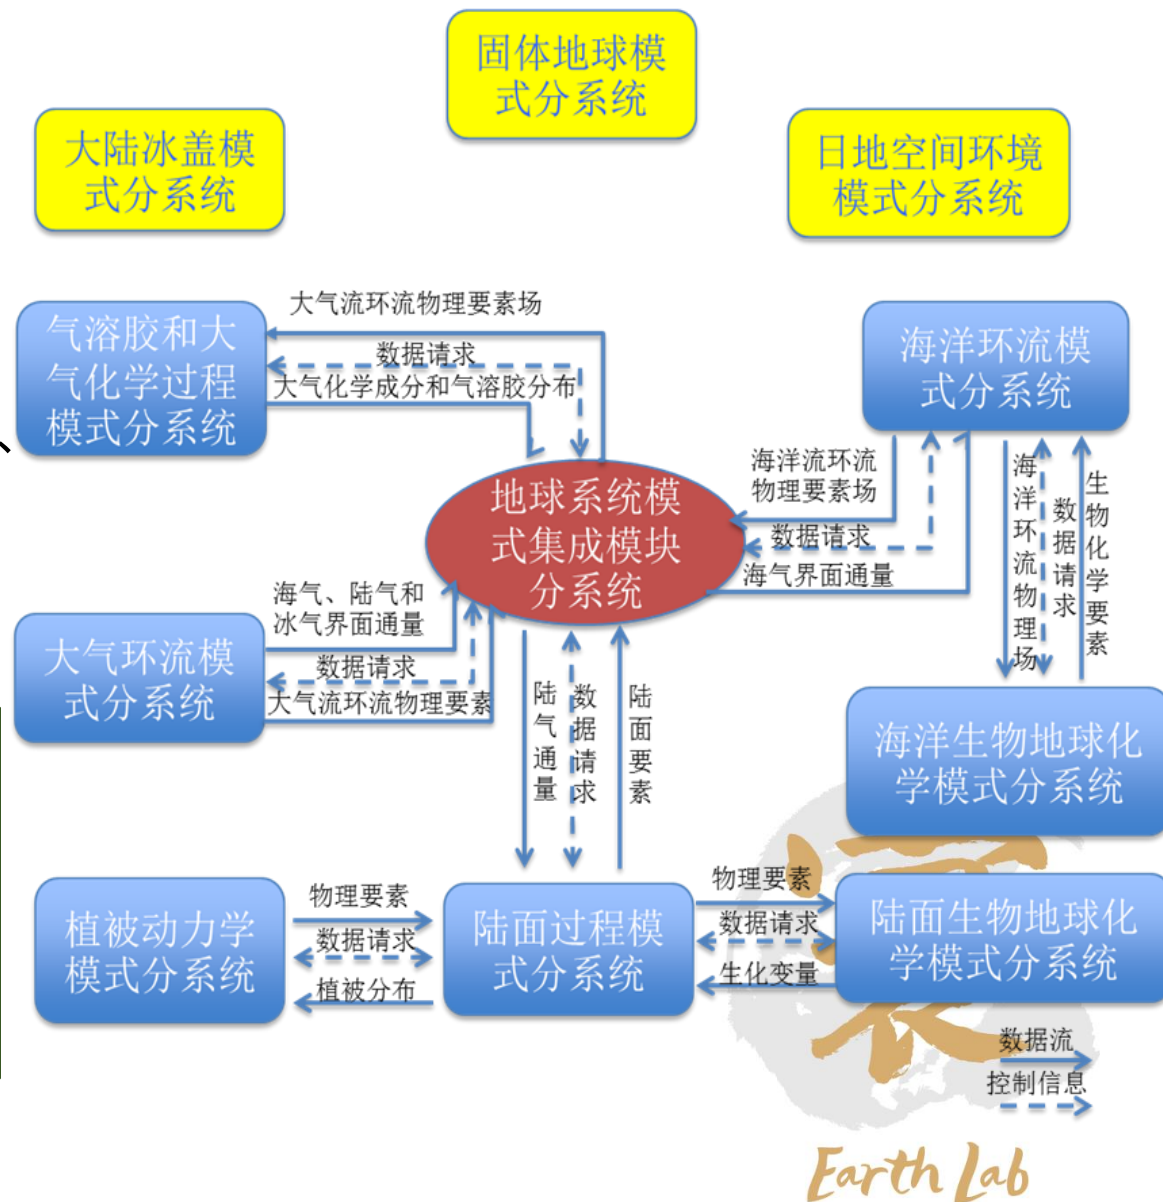 固体地球模
式分系统
大陆冰盖模
式分系统
日地空间环境
模式分系统
大气流环流物理要素场
气溶胶和大
气化学过程
模式分系统
数据请求
大气化学成分和气溶胶分布
海洋环流模
式分系统
海洋流环流
物理要素场
数据请求
海气界面通量
海洋环流物理场
数据请求
生物化学要素
地球系统模
式集成模块
分系统
海气、陆气和
冰气界面通量
数据请求
大气流环流物理要素
大气环流模
式分系统
陆气通量
数据请求
陆面要素
海洋生物地球化
学模式分系统
植被动力学
模式分系统
物理要素
数据请求
植被分布
陆面过程模
式分系统
物理要素
数据请求
生化变量
陆面生物地球化
学模式分系统
数据流
控制信息
Earth Lab